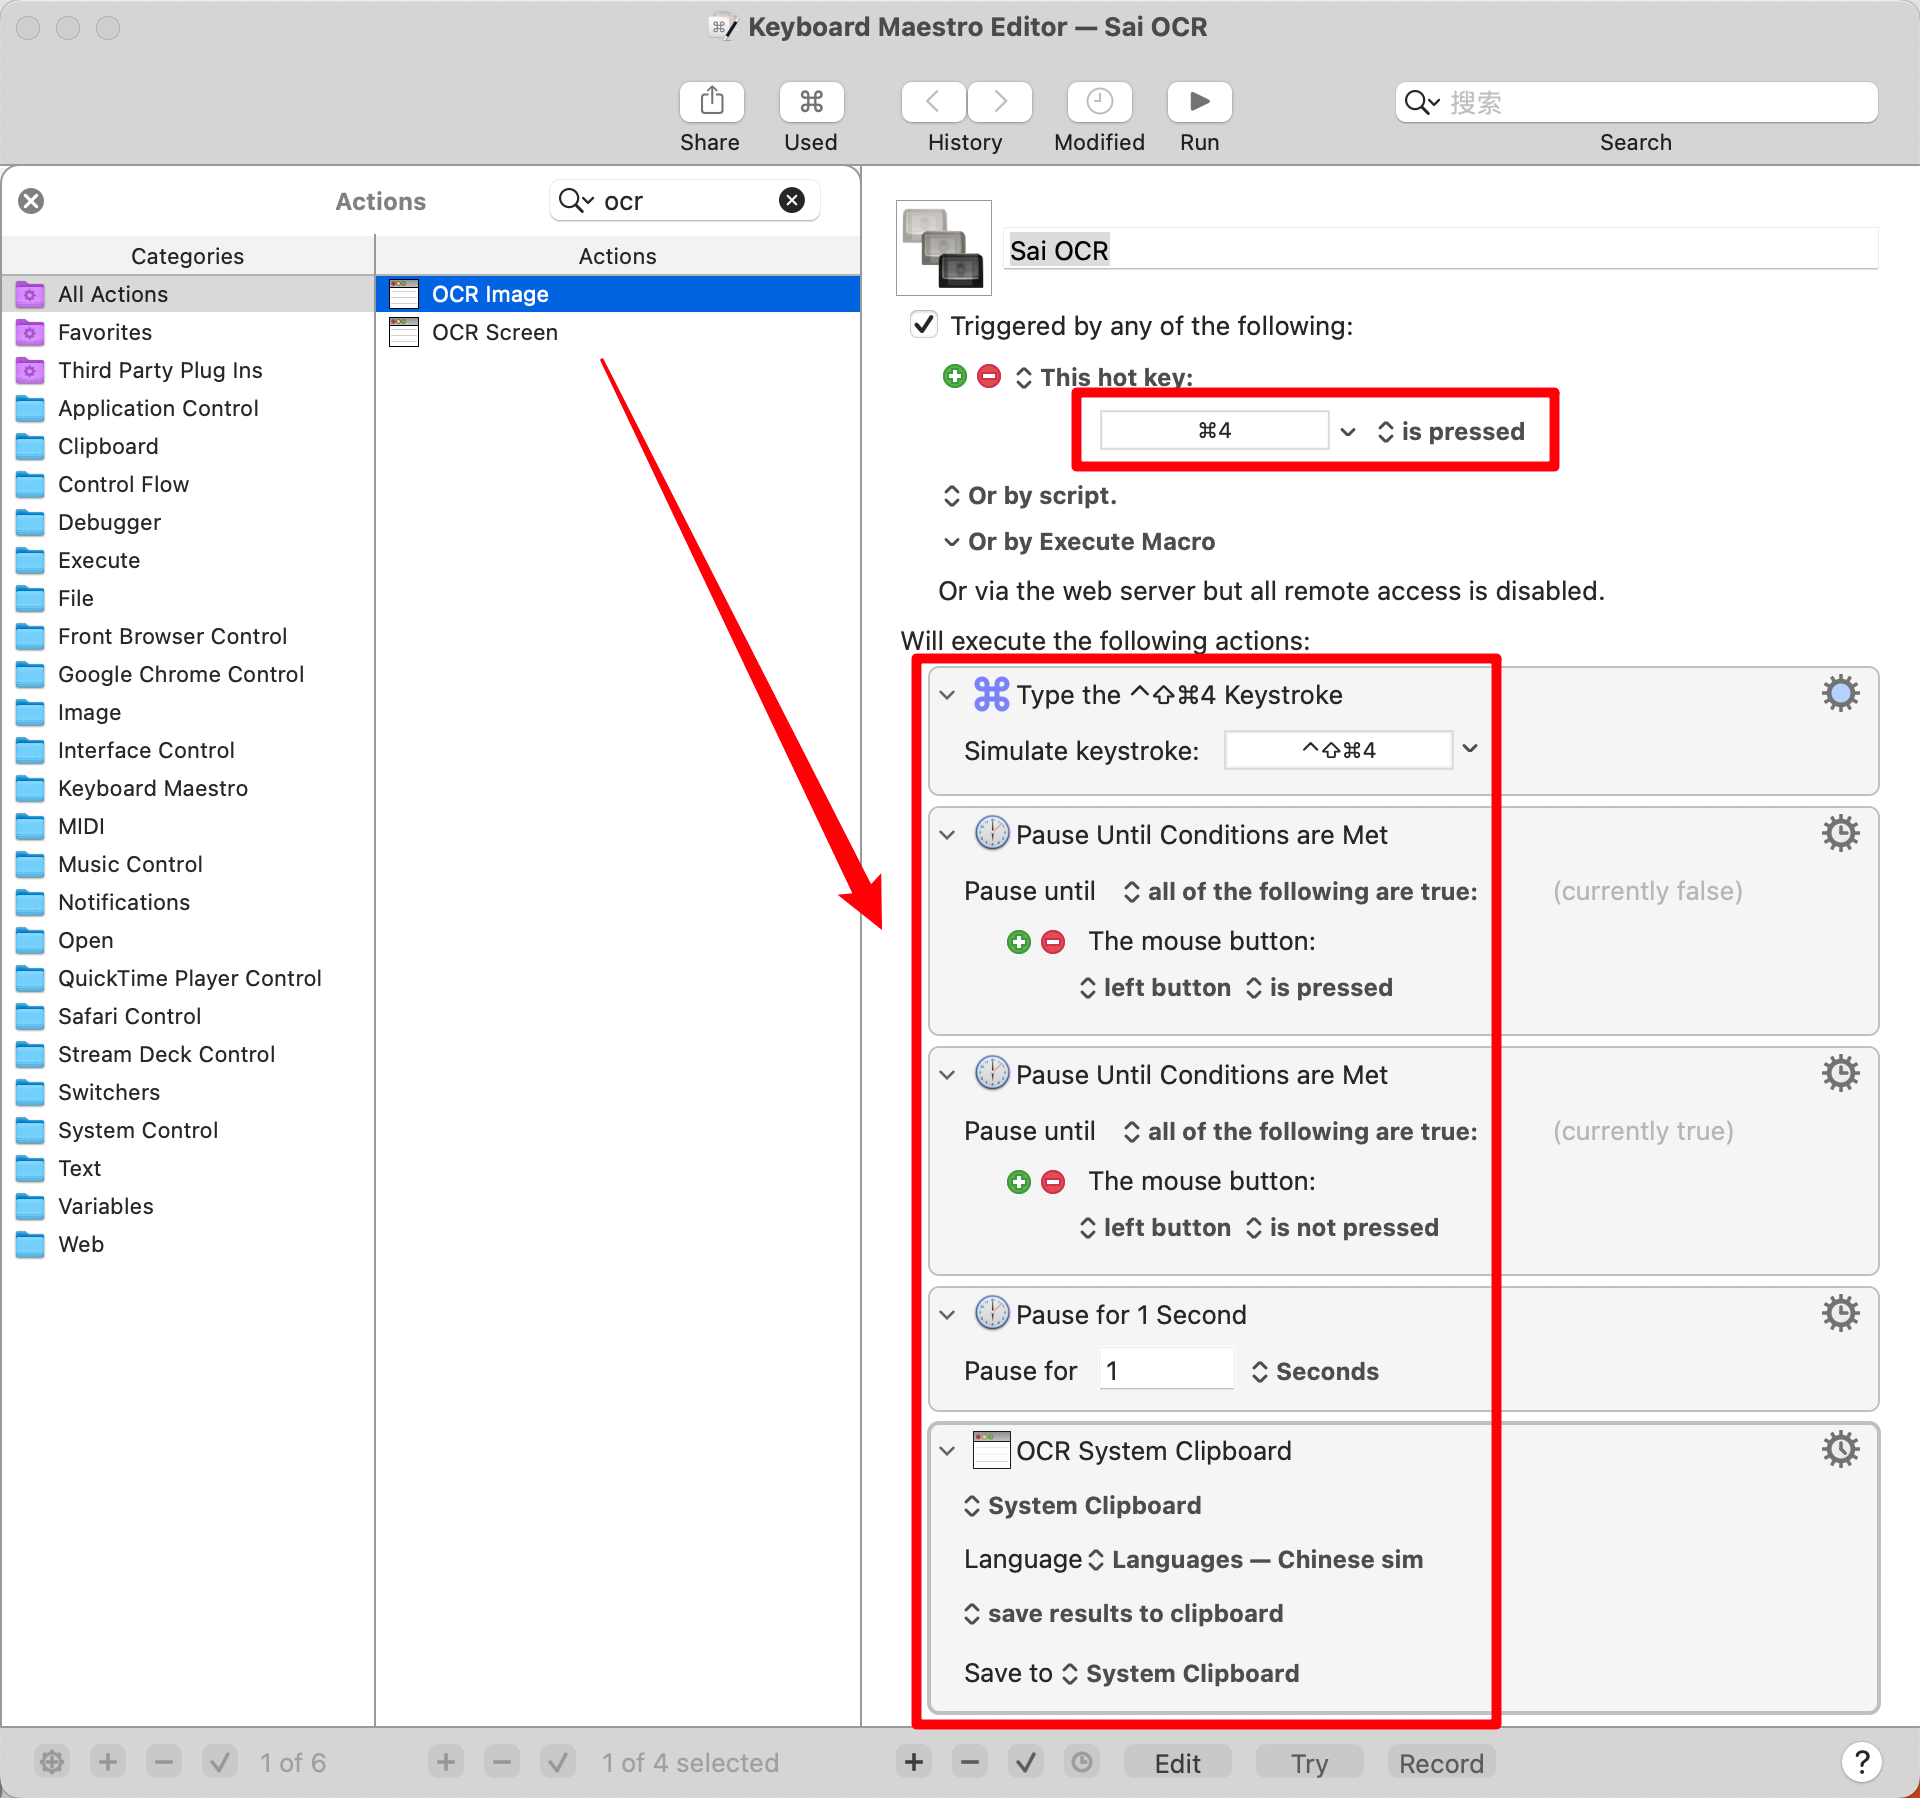 Keyboard Maestro Editor — Sai OCR
Share
Used
History
Modified
Run
搜索
Search
Actions
ocr
Categories
Actions
All Actions
Favorites
Third Party Plug Ins
Application Control
Clipboard
Control Flow
Debugger
Execute
File
Front Browser Control
Google Chrome Control
Image
Interface Control
Keyboard Maestro
MIDI
Music Control
Notifications
Open
QuickTime Player Control
Safari Control
Stream Deck Control
Switchers
System Control
Text
Variables
Web
OCR Image
OCR Screen
Sai OCR
Triggered by any of the following:
This hot key:
⌘4 is pressed
Or by script.
Or by Execute Macro
Or via the web server but all remote access is disabled.
Will execute the following actions:
Type the ⌃⇧⌘4 Keystroke
Simulate keystroke: ⌃⇧⌘4
Pause Until Conditions are Met
Pause until all of the following are true: (currently false)
The mouse button:
left button is pressed
Pause Until Conditions are Met
Pause until all of the following are true: (currently true)
The mouse button:
left button is not pressed
Pause for 1 Second
Pause for 1 Seconds
OCR System Clipboard
System Clipboard
Language Languages — Chinese sim
save results to clipboard
Save to System Clipboard
1 of 6
1 of 4 selected
Edit
Try
Record
?